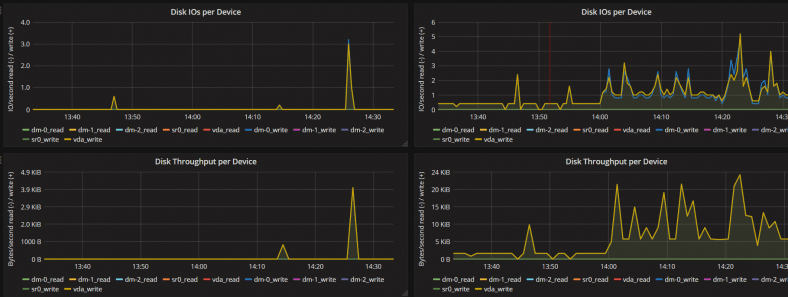 Disk IOs per Device
IO/second read (-) / write (+)
4.0
3.0
2.0
1.0
0
13:40 13:50 14:00 14:10 14:20 14:30
dm-0_read dm-1_read dm-2_read sr0_read vda_read dm-0_write dm-1_write dm-2_write
sr0_write vda_write
Disk IOs per Device
IO/second read (-) / write (+)
6
5
4
3
2
1
0
13:40 13:50 14:00 14:10 14:20 14:3
dm-0_read dm-1_read dm-2_read sr0_read vda_read dm-0_write dm-1_write dm-2_write
sr0_write vda_write
Disk Throughput per Device
Bytes/second read (-) / write (+)
4.9 KiB
3.9 KiB
2.9 KiB
2.0 KiB
1000 B
0 B
13:40 13:50 14:00 14:10 14:20 14:30
dm-0_read dm-1_read dm-2_read sr0_read vda_read dm-0_write dm-1_write dm-2_write
sr0_write vda_write
Disk Throughput per Device
Bytes/second read (-) / write (+)
24 KiB
20 KiB
15 KiB
10 KiB
5 KiB
0 B
13:40 13:50 14:00 14:10 14:20 14:3
dm-0_read dm-1_read dm-2_read sr0_read vda_read dm-0_write dm-1_write dm-2_write
sr0_write vda_write